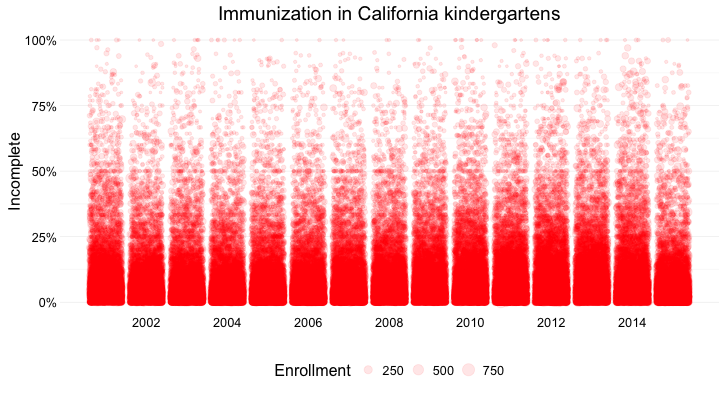 Immunization in California kindergartens
100%
75%
50%
25%
0%
Incomplete
2002 2004 2006 2008 2010 2012 2014
Enrollment 250 500 750